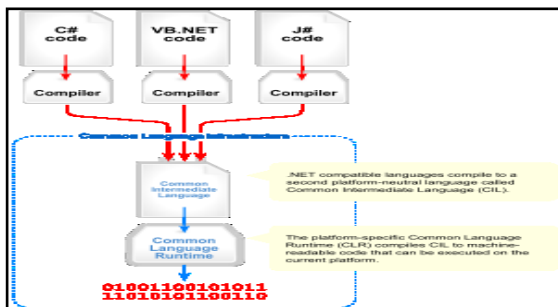 C# code
VB.NET code
J# code
Compiler
Compiler
Compiler
Common Language Infrastructure
Common
Intermediate
Language
.NET compatible languages compile to a
second platform-neutral language called
Common Intermediate Language (CIL).
Common
Language
Runtime
The platform-specific Common Language
Runtime (CLR) compiles CIL to machine-
readable code that can be executed on the
current platform.
01001100101011
11010101100110